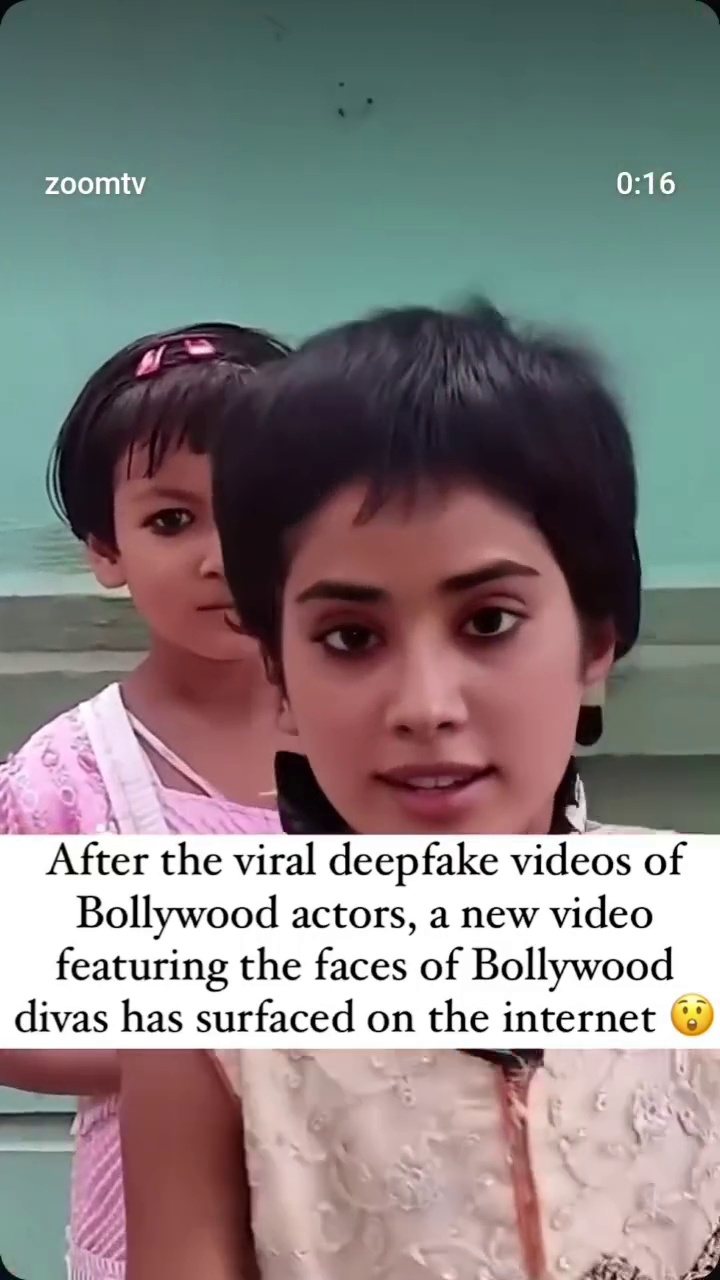 zoomtv
0:16
After the viral deepfake videos of
Bollywood actors, a new video
featuring the faces of Bollywood
divas has surfaced on the internet 😲